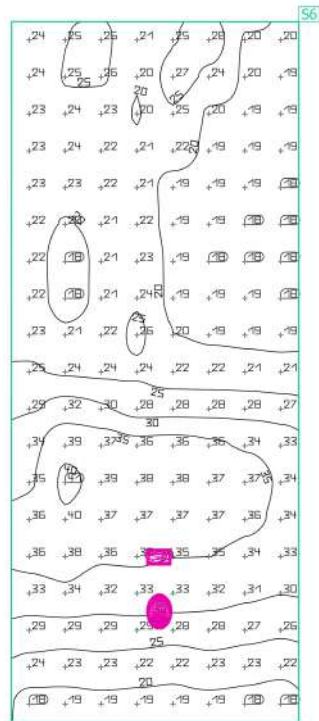 S6
24 25 26 21 25 28 20 20
24 25 26 20 27 24 20 19
25
20
23 24 23 20 25 20 19 19
23 24 22 21 22 19 19 19
20
23 23 22 21 19 19 19 18
22 20 21 22 19 19 18 18
22 18 21 23 19 18 18 18
22 18 21 24 19 19 19 18
20
25
23 21 22 26 20 19 19 19
25 24 24 24 22 22 21 21
25
29 32 30 28 28 28 28 27
30
34 39 37 36 36 36 34 33
35
35
40
35 41 39 38 38 37 37 34
36 40 37 37 37 37 36 34
36 38 36 35 35 34 33
33 34 32 33 32 31 30
29 29 29 29 28 28 27 26
25
24 23 23 22 22 23 23 22
20
18 19 19 19 19 19 18 18